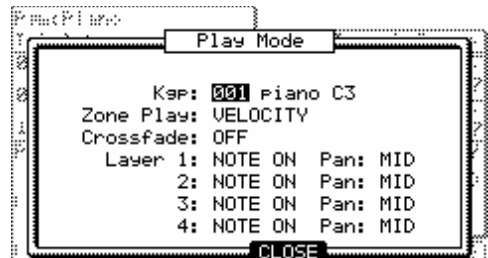 Play Mode
Kgp: 001 piano C3
Zone Play: VELOCITY
Crossfade: OFF
Layer 1: NOTE ON Pan: MID
2: NOTE ON Pan: MID
3: NOTE ON Pan: MID
4: NOTE ON Pan: MID
CLOSE